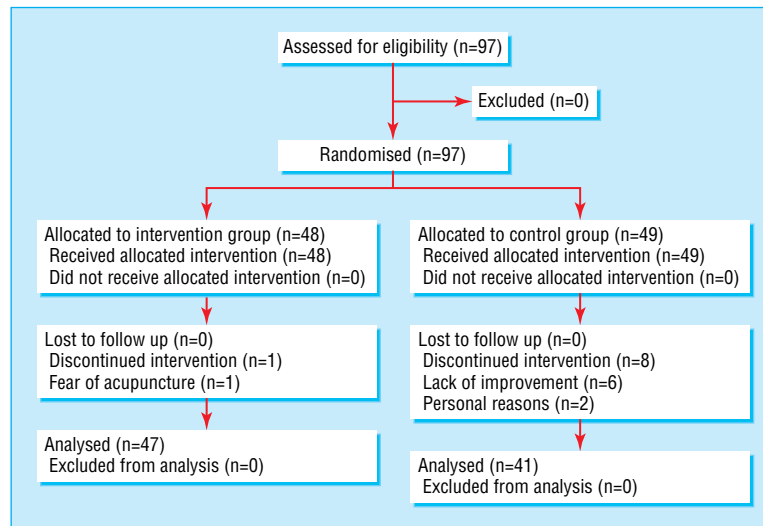 Assessed for eligibility (n=97)
Excluded (n=0)
Randomised (n=97)
Allocated to intervention group (n=48)
Received allocated intervention (n=48)
Did not receive allocated intervention (n=0)
Allocated to control group (n=49)
Received allocated intervention (n=49)
Did not receive allocated intervention (n=0)
Lost to follow up (n=0)
Discontinued intervention (n=1)
Fear of acupuncture (n=1)
Lost to follow up (n=0)
Discontinued intervention (n=8)
Lack of improvement (n=6)
Personal reasons (n=2)
Analysed (n=47)
Excluded from analysis (n=0)
Analysed (n=41)
Excluded from analysis (n=0)